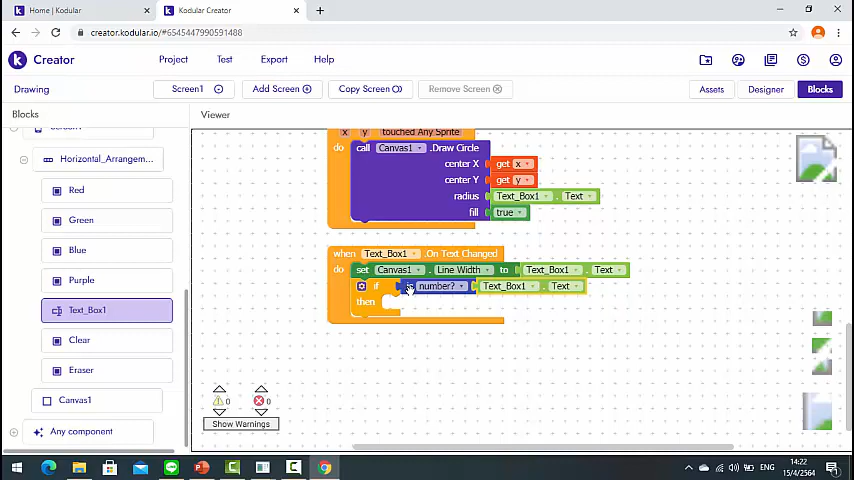 Home | Kodular
Kodular Creator
creator.kodular.io/#6545447990591488
Creator
Project
Test
Export
Help
Drawing
Screen1
Add Screen
Copy Screen
Remove Screen
Assets
Designer
Blocks
Blocks
Viewer
Horizontal_Arrangem...
Red
Green
Blue
Purple
Text_Box1
Clear
Eraser
Canvas1
Any component
x y touched Any Sprite
do call Canvas1 .Draw Circle
center X get x
center Y get y
radius Text_Box1 . Text
fill true
when Text_Box1 .On Text Changed
do set Canvas1 . Line Width to Text_Box1 . Text
if is number? Text_Box1 . Text
then
0 0
Show Warnings
ENG
14:22
15/4/2564